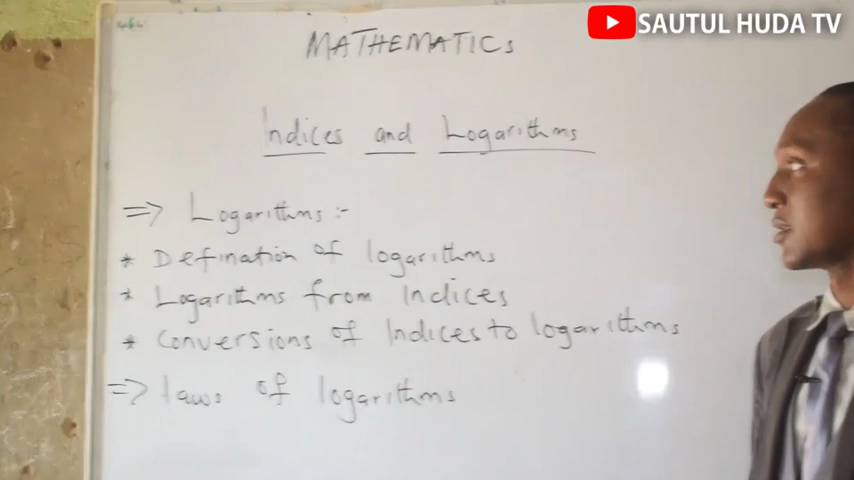 SAUTUL HUDA TV
MATHEMATICS
Indices and Logarithms
=> Logarithms :-
* Defination of logarithms
* Logarithms from Indices
* Conversions of Indices to logarithms
=> laws of logarithms